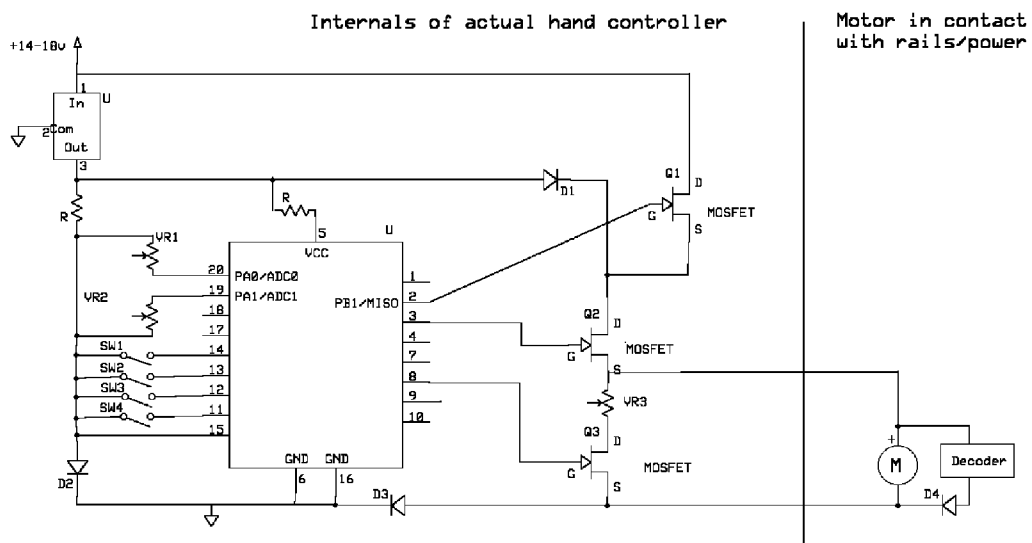 Internals of actual hand controller
Motor in contact
with rails/power
+14-18v
1
In
U
2
Com
Out
3
R
R
D1
Q1
D
G
MOSFET
S
5
VCC
U
VR1
20
PA0/ADC0
1
VR2
19
PA1/ADC1
PB1/MISO
2
18
3
17
4
Q2
D
G
MOSFET
S
SW1
14
7
SW2
13
8
SW3
12
9
SW4
11
10
15
VR3
Q3
D
G
MOSFET
S
GND
GND
6
16
D2
D3
+
M
Decoder
D4